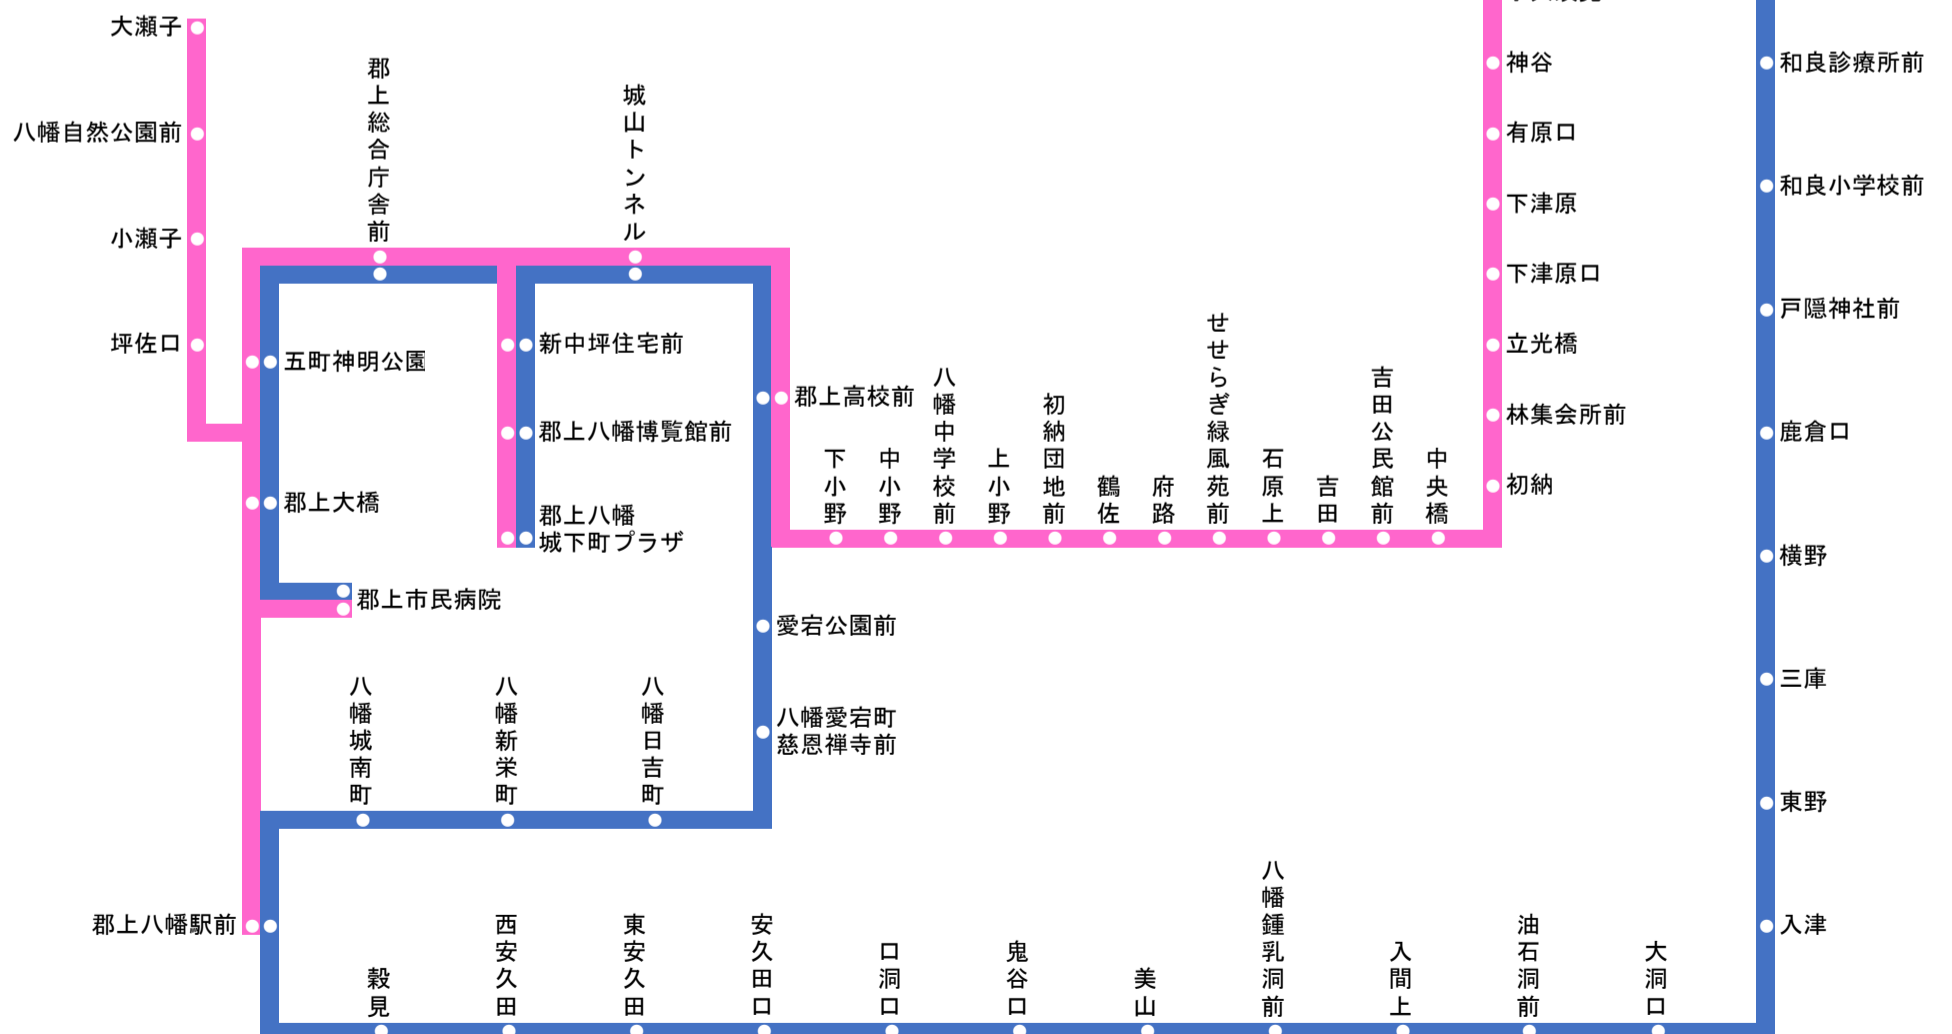 大瀬子
八幡自然公園前
小瀬子
坪佐口
郡上総合庁舎前
城山トンネル
五町神明公園
郡上大橋
郡上市民病院
新中坪住宅前
郡上八幡博覧館前
郡上八幡
城下町プラザ
郡上高校前
下小野
中小野
八幡中学校前
上小野
初納団地前
鶴佐
府路
せせらぎ緑風苑前
石原上
吉田
吉田公民館前
中央橋
神谷
有原口
下津原
下津原口
立光橋
林集会所前
初納
和良診療所前
和良小学校前
戸隠神社前
鹿倉口
横野
三庫
東野
入津
愛宕公園前
八幡愛宕町
慈恩禅寺前
八幡城南町
八幡新栄町
八幡日吉町
郡上八幡駅前
穀見
西安久田
東安久田
安久田口
口洞口
鬼谷口
美山
八幡鍾乳洞前
入間上
油石洞前
大洞口